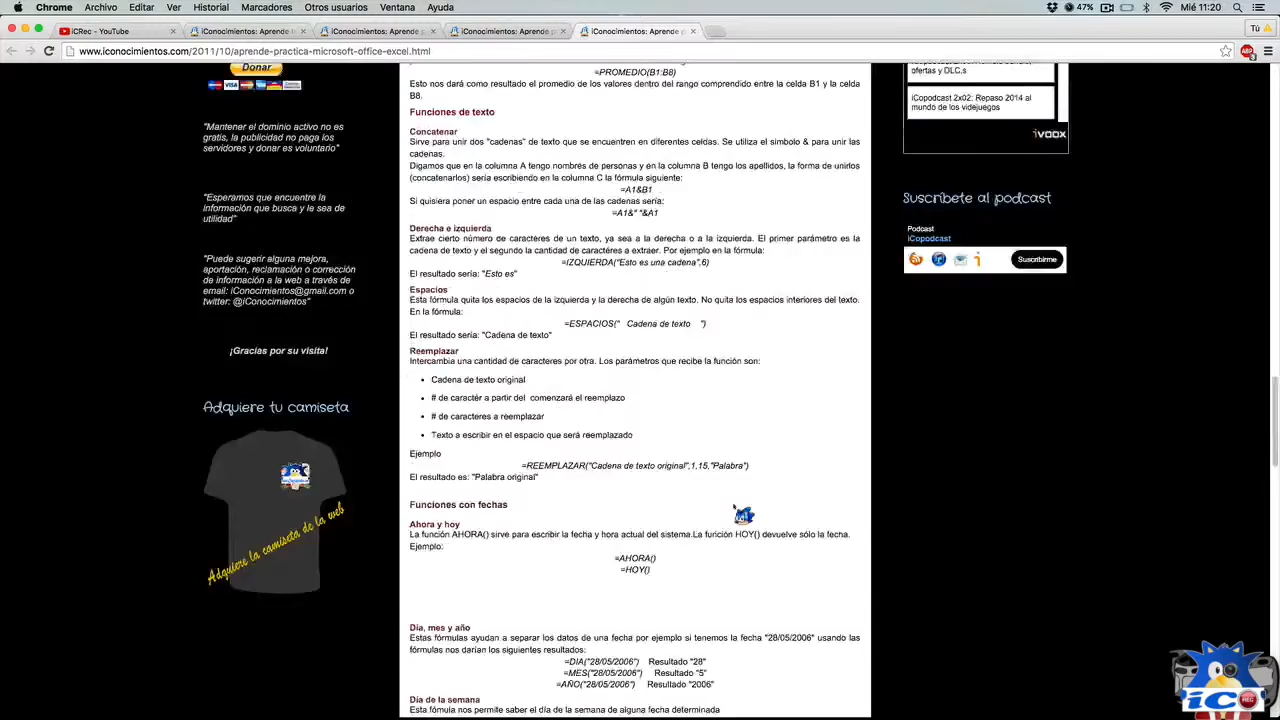 Chrome Archivo Editar Ver Historial Marcadores Otros usuarios Ventana Ayuda
47% Mié 11:20
iCRec - YouTube
iConocimientos: Aprende
iConocimientos: Aprende p
iConocimientos: Aprende p
iConocimientos: Aprende p
Tú
www.iconocimientos.com/2011/10/aprende-practica-microsoft-office-excel.html
Donar
"Mantener el dominio activo no es
gratis, la publicidad no paga los
servidores y donar es voluntario"
"Esperamos que encuentre la
información que busca y la sea de
utilidad"
"Puede sugerir alguna mejora,
aportación, reclamación o corrección
de información a la web a través de
email: iConocimientos@gmail.com o
twitter: @iConocimientos"
¡Gracias por su visita!
Adquiere tu camiseta
Adquiere la camiseta de la web
=PROMEDIO(B1:B8)
Esto nos dará como resultado el promedio de los valores dentro del rango comprendido entre la celda B1 y la celda
B8.
Funciones de texto
Concatenar
Sirve para unir dos "cadenas" de texto que se encuentren en diferentes celdas. Se utiliza el simbolo & para unir las
cadenas.
Digamos que en la columna A tengo nombres de personas y en la columna B tengo los apellidos, la forma de unirlos
(concatenarlos) sería escribiendo en la columna C la fórmula siguiente:
=A1&B1
Si quisiera poner un espacio entre cada una de las cadenas sería:
=A1&" "&A1
Derecha e izquierda
Extrae cierto número de caractéres de un texto, ya sea a la derecha o a la izquierda. El primer parámetro es la
cadena de texto y el segundo la cantidad de caractéres a extraer. Por ejemplo en la fórmula:
=IZQUIERDA("Esto es una cadena",6)
El resultado sería: "Esto es"
Espacios
Esta fórmula quita los espacios de la izquierda y la derecha de algún texto. No quita los espacios interiores del texto.
En la fórmula:
=ESPACIOS("   Cadena de texto    ")
El resultado sería: "Cadena de texto"
Reemplazar
Intercambia una cantidad de caracteres por otra. Los parámetros que recibe la función son:
• Cadena de texto original
• # de caractér a partir del  comenzará el reemplazo
• # de caracteres a reemplazar
• Texto a escribir en el espacio que será reemplazado
Ejemplo
=REEMPLAZAR("Cadena de texto original",1,15,"Palabra")
El resultado es: "Palabra original"
Funciones con fechas
Ahora y hoy
La función AHORA() sirve para escribir la fecha y hora actual del sistema.La función HOY() devuelve sólo la fecha.
Ejemplo:
=AHORA()
=HOY()
Día, mes y año
Estas fórmulas ayudan a separar los datos de una fecha por ejemplo si tenemos la fecha "28/05/2006" usando las
fórmulas nos darían los siguientes resultados:
=DIA("28/05/2006")    Resultado "28"
=MES("28/05/2006")    Resultado "5"
=AÑO("28/05/2006")    Resultado "2006"
Día de la semana
Esta fómula nos permite saber el día de la semana de alguna fecha determinada
ofertas y DLC,s
iCopodcast 2x02: Repaso 2014 al
mundo de los videjuegos
ivoox
Suscríbete al podcast
Podcast
iCopodcast
Suscribirme
iCO
REC